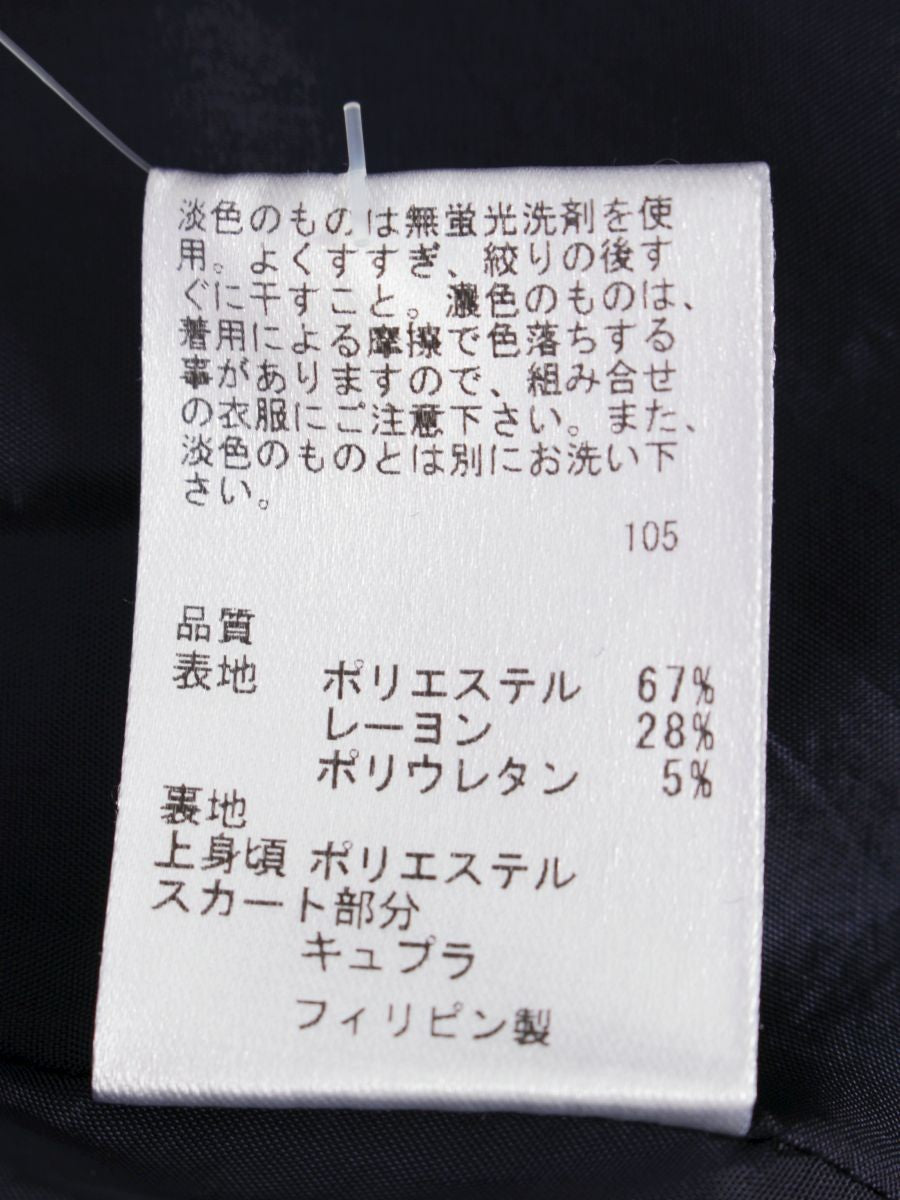 淡色のものは無蛍光洗剤を使
用。よくすすぎ、絞りの後す
ぐに干すこと。濃色のものは、
着用による摩擦で色落ちする
事がありますので、組み合せ
の衣服にご注意下さい。また、
淡色のものとは別にお洗い下
さい。
105
品質
表地 ポリエステル 67%
レーヨン 28%
ポリウレタン 5%
裏地
上身頃 ポリエステル
スカート部分
キュプラ
フィリピン製